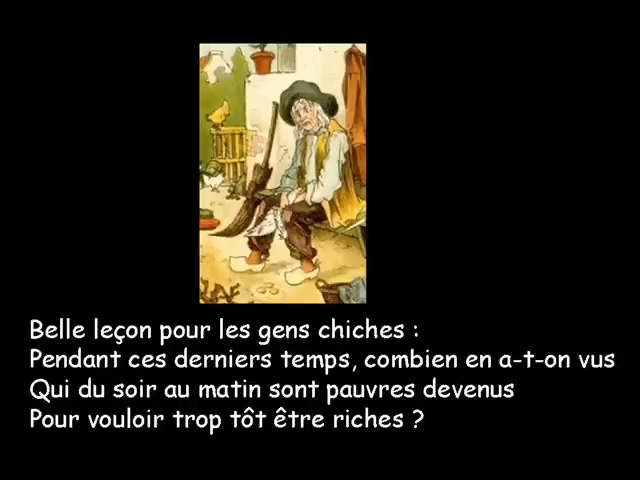 Belle leçon pour les gens chiches :
Pendant ces derniers temps, combien en a-t-on vus
Qui du soir au matin sont pauvres devenus
Pour vouloir trop tôt être riches ?